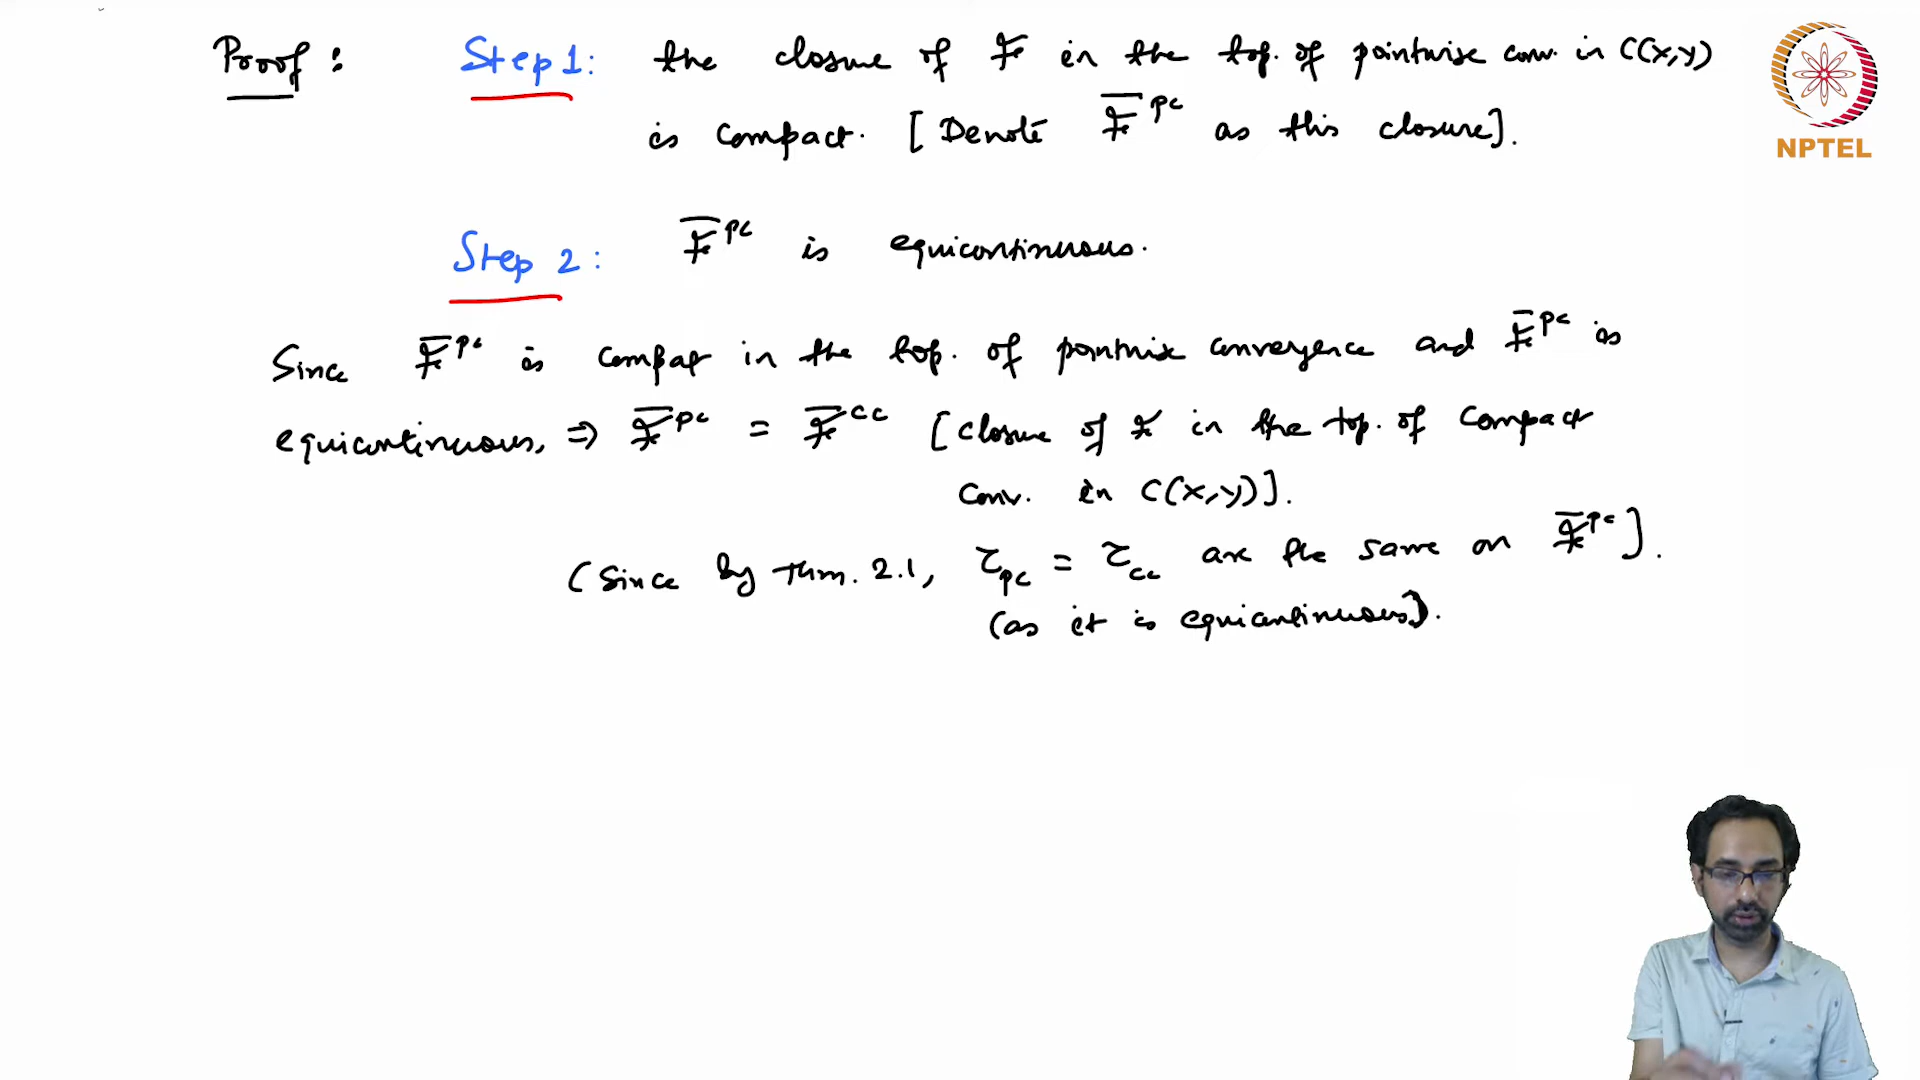 Proof : Step 1: the closure of F in the top. of pointwise conv. in C(X,Y)
is compact. [Denote F̅ᵖᶜ as this closure].
NPTEL
Step 2: F̅ᵖᶜ is equicontinuous.
Since F̅ᵖᶜ is compat in the top. of pointwise convergence and F̅ᵖᶜ is
equicontinuous, ⇒ F̅ᵖᶜ = F̅ᶜᶜ [closure of F in the top. of compact
conv. in C(X,Y)].
(Since by Thm. 2.1, τ_pc = τ_cc are the same on F̅ᵖᶜ].
(as it is equicontinuous).